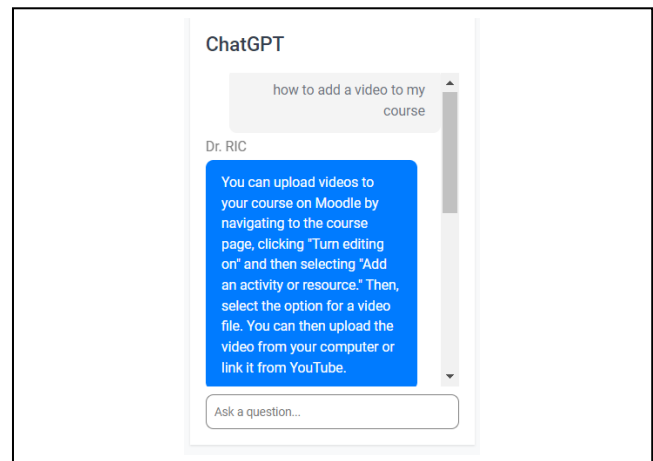 ChatGPT
how to add a video to my
course
Dr. RIC
You can upload videos to
your course on Moodle by
navigating to the course
page, clicking "Turn editing
on" and then selecting "Add
an activity or resource." Then,
select the option for a video
file. You can then upload the
video from your computer or
link it from YouTube.
Ask a question...